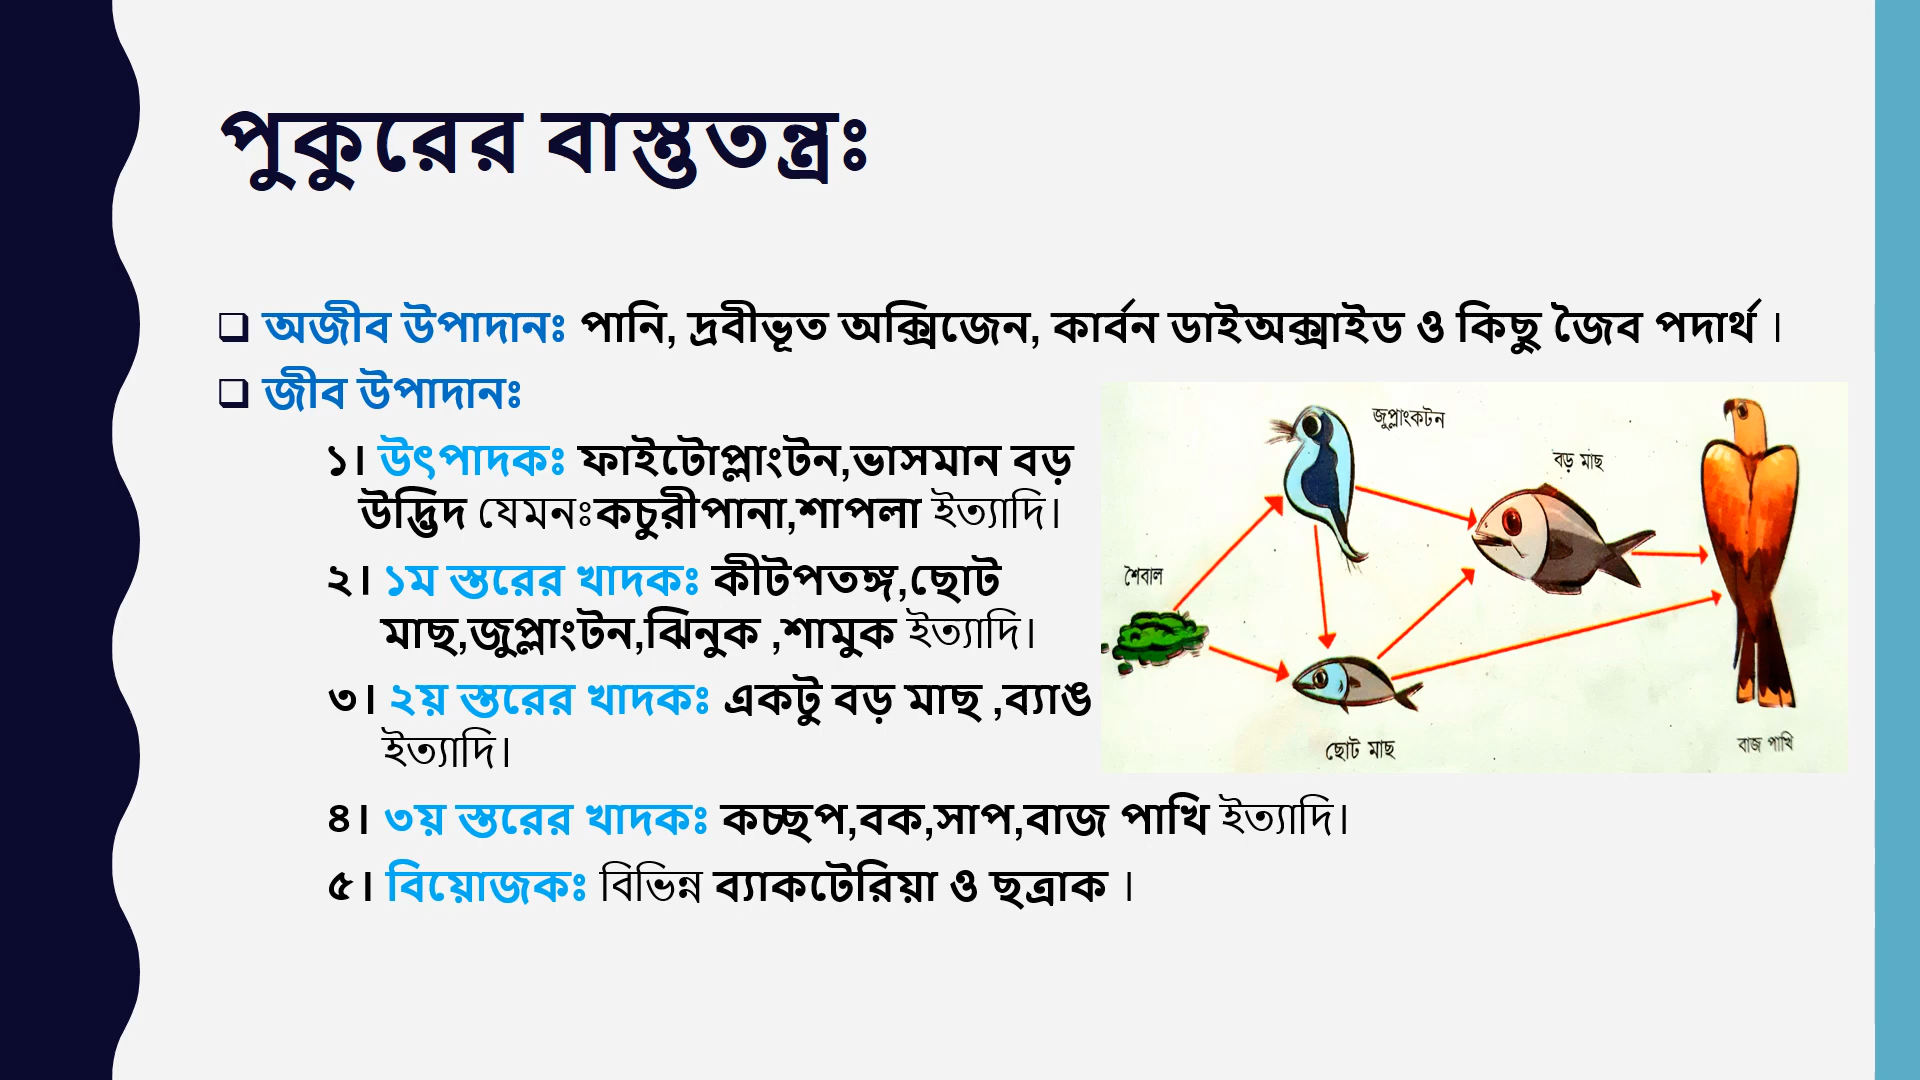 পুকুরের বাস্তুতন্ত্রঃ
অজীব উপাদানঃ পানি, দ্রবীভূত অক্সিজেন, কার্বন ডাইঅক্সাইড ও কিছু জৈব পদার্থ ।
জীব উপাদানঃ
১। উৎপাদকঃ ফাইটোপ্লাংটন,ভাসমান বড়
উদ্ভিদ যেমনঃকচুরীপানা,শাপলা ইত্যাদি।
২। ১ম স্তরের খাদকঃ কীটপতঙ্গ,ছোট
মাছ,জুপ্লাংটন,ঝিনুক ,শামুক ইত্যাদি।
৩। ২য় স্তরের খাদকঃ একটু বড় মাছ ,ব্যাঙ
ইত্যাদি।
৪। ৩য় স্তরের খাদকঃ কচ্ছপ,বক,সাপ,বাজ পাখি ইত্যাদি।
৫। বিয়োজকঃ বিভিন্ন ব্যাকটেরিয়া ও ছত্রাক ।
জুপ্লাংকটন
বড় মাছ
শৈবাল
ছোট মাছ
বাজ পাখি